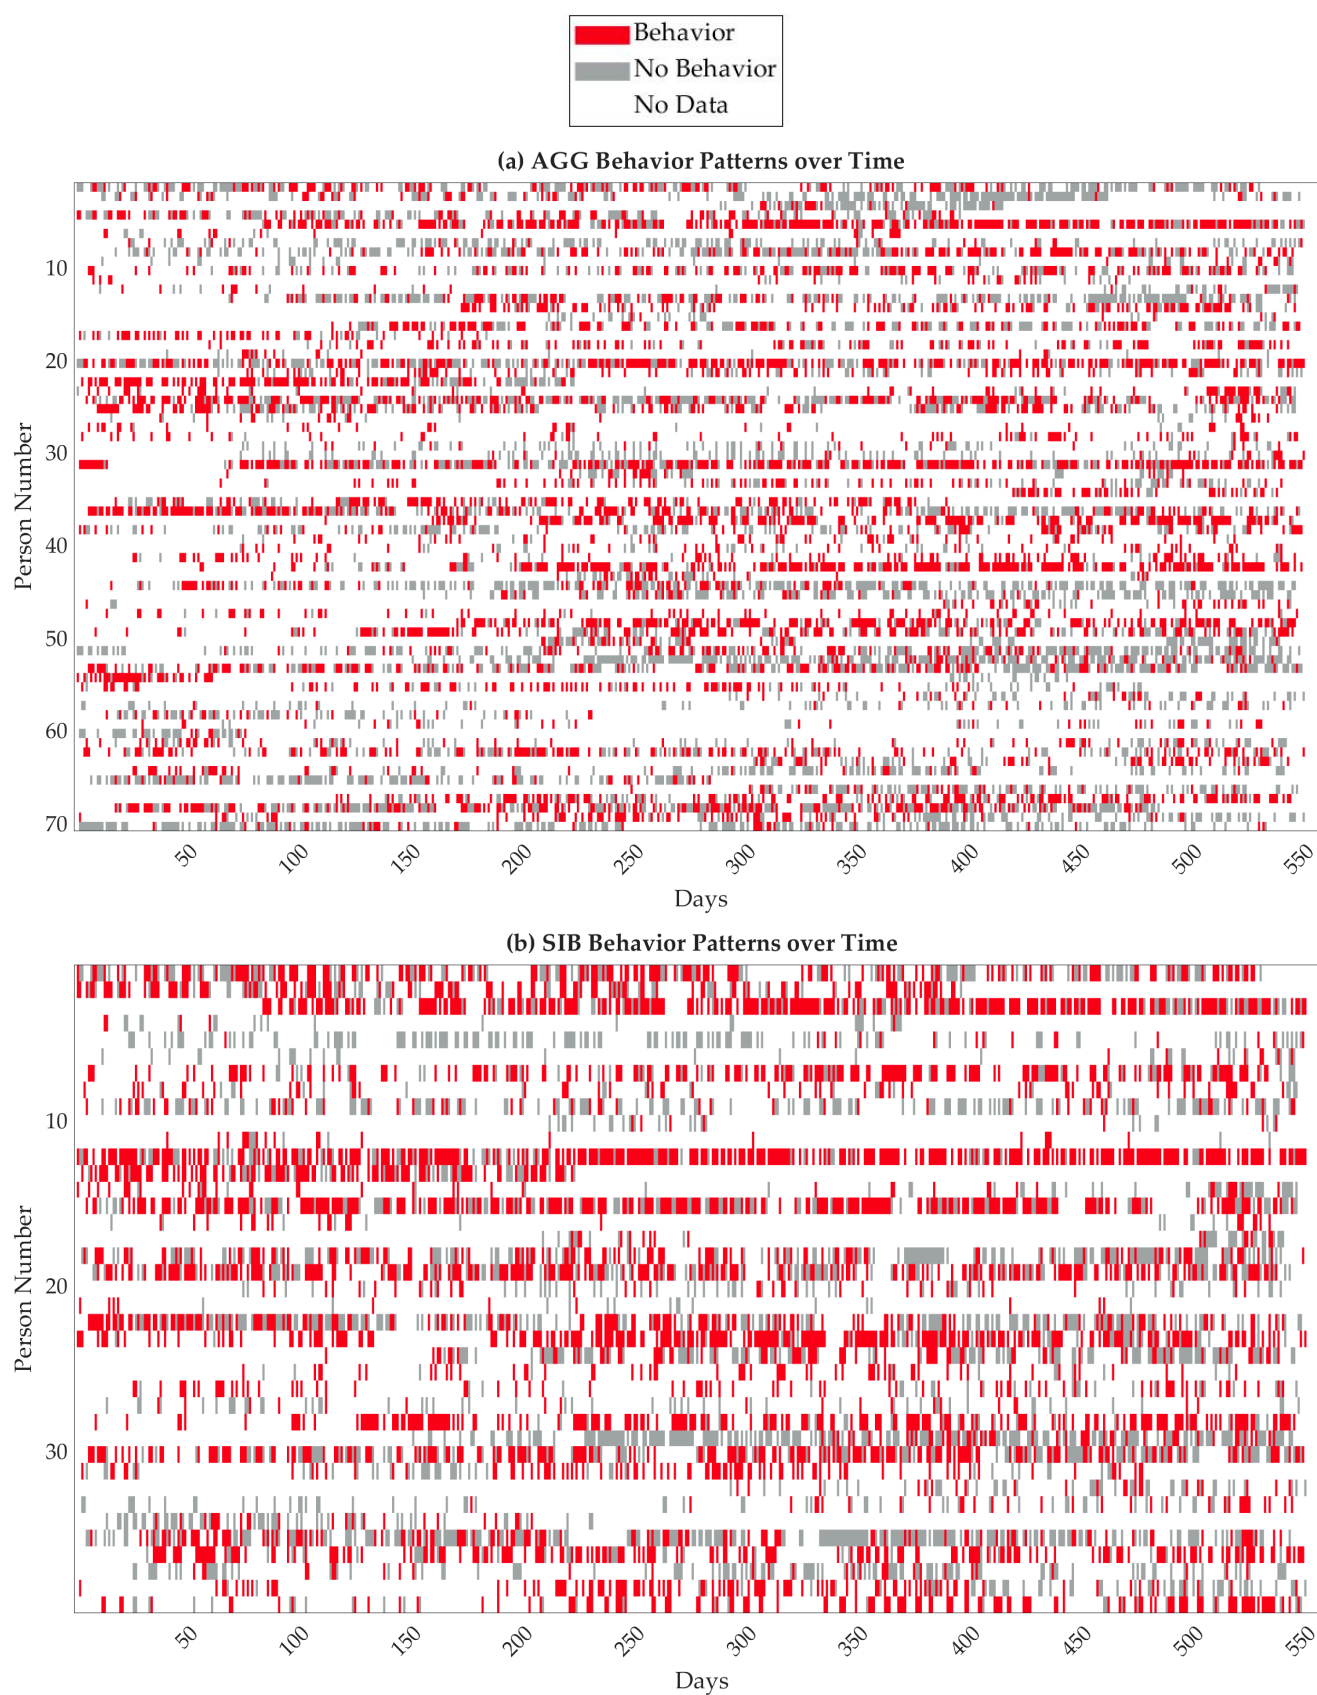 Behavior
No Behavior
No Data
(a) AGG Behavior Patterns over Time
Person Number
10
20
30
40
50
60
70
50 100 150 200 250 300 350 400 450 500 550
Days
(b) SIB Behavior Patterns over Time
Person Number
10
20
30
50 100 150 200 250 300 350 400 450 500 550
Days